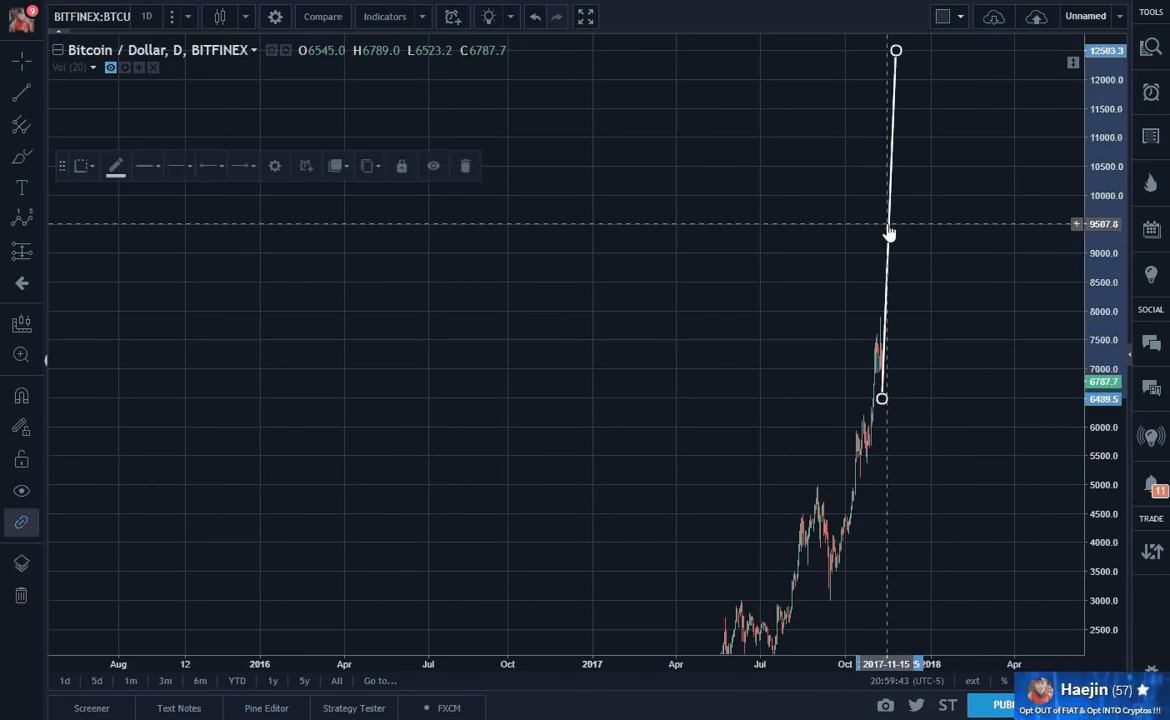 9
BITFINEX:BTCU 1D Compare Indicators Unnamed
TOOLS
Bitcoin / Dollar, D, BITFINEX O6545.0 H6789.0 L6523.2 C6787.7
Vol (20)
12503.3
12000.0
11500.0
11000.0
10500.0
10000.0
9507.8
9000.0
8500.0
8000.0
7500.0
7000.0
6787.7
6489.5
6000.0
5500.0
5000.0
4500.0
4000.0
3500.0
3000.0
2500.0
SOCIAL
11
TRADE
Aug 12 2016 Apr Jul Oct 2017 Apr Jul Oct 2017-11-15 2018 Apr
1d 5d 1m 3m 6m YTD 1y 5y All Go to... 20:59:43 (UTC-5) ext %
Screener Text Notes Pine Editor Strategy Tester FXCM ST PUB
Haejin (57)
Opt OUT of FIAT & Opt INTO Cryptos !!!